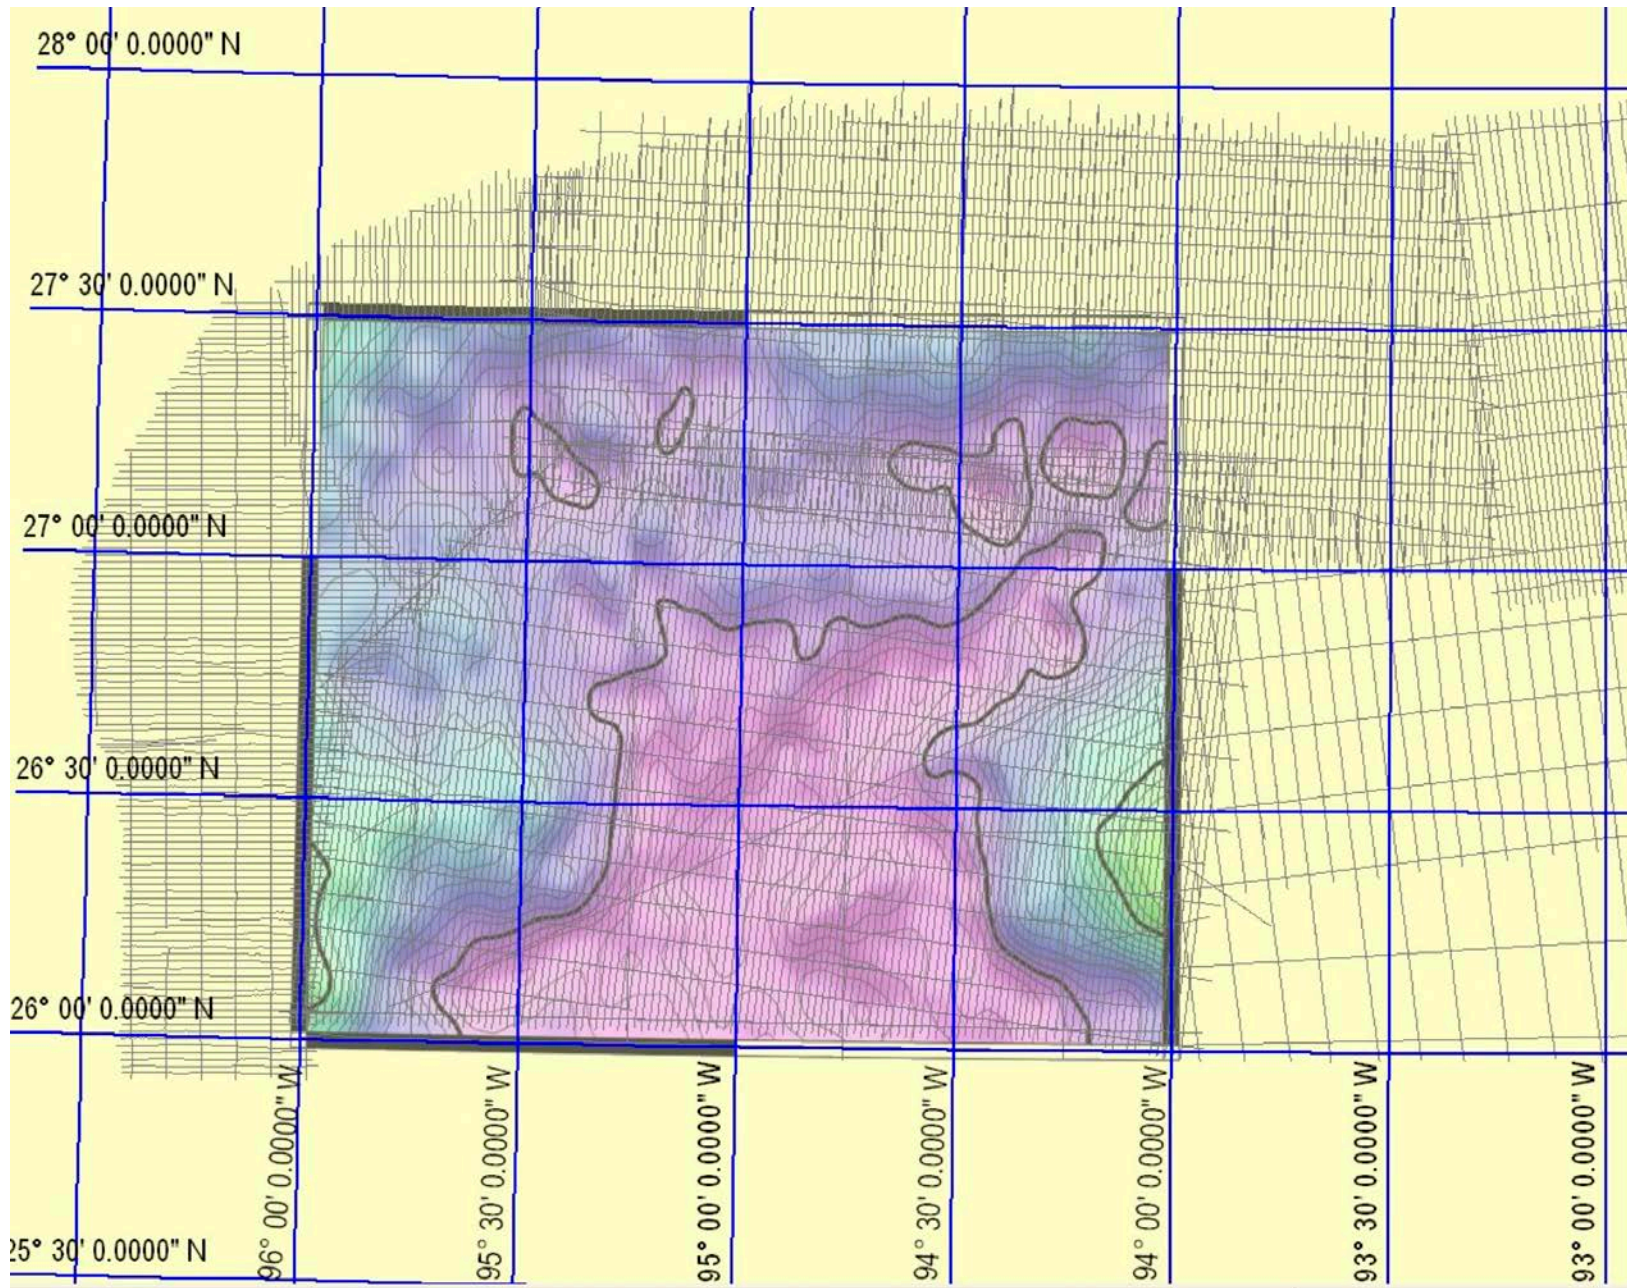 28° 00' 0.0000" N
27° 30' 0.0000" N
27° 00' 0.0000" N
26° 30' 0.0000" N
26° 00' 0.0000" N
25° 30' 0.0000" N
96° 00' 0.0000" W
95° 30' 0.0000" W
95° 00' 0.0000" W
94° 30' 0.0000" W
94° 00' 0.0000" W
93° 30' 0.0000" W
93° 00' 0.0000" W